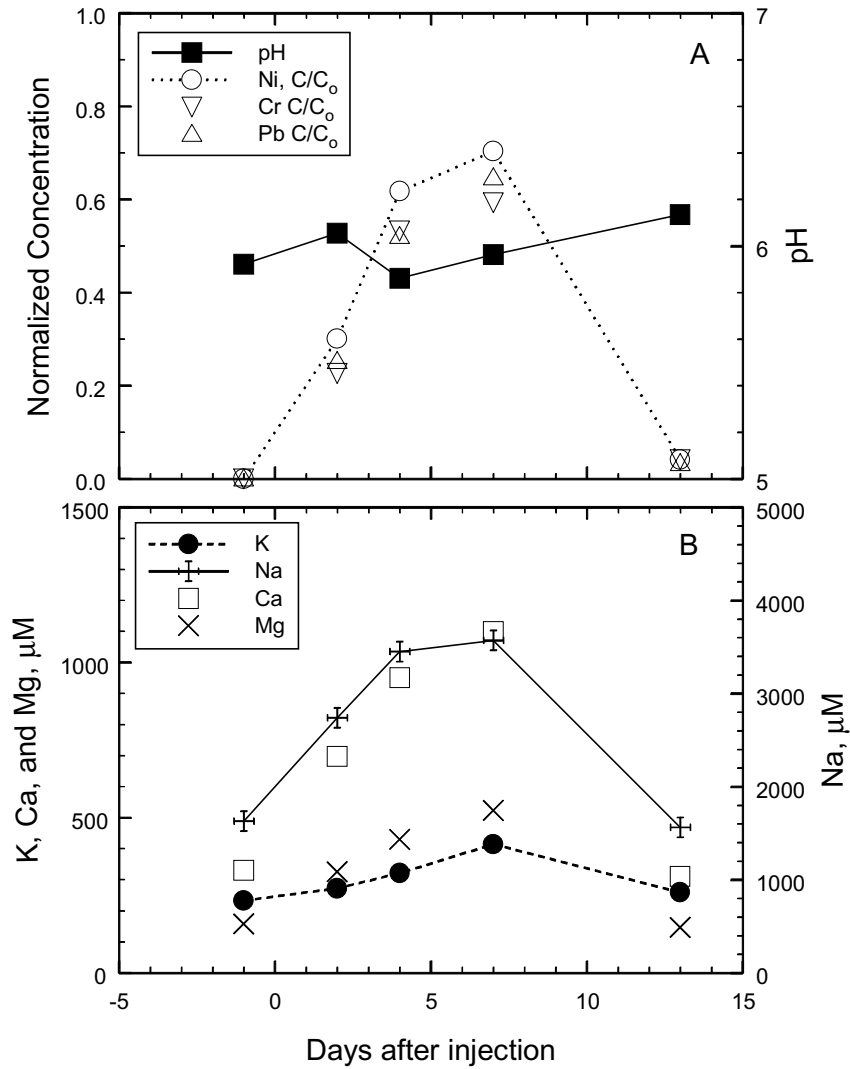 1.0
0.8
0.6
0.4
0.2
0.0
Normalized Concentration
pH
Ni, C/Co
Cr C/Co
Pb C/Co
A
7
6
5
pH
1500
1000
500
0
K, Ca, and Mg, μM
K
Na
Ca
Mg
B
5000
4000
3000
2000
1000
0
Na, μM
-5 0 5 10 15
Days after injection